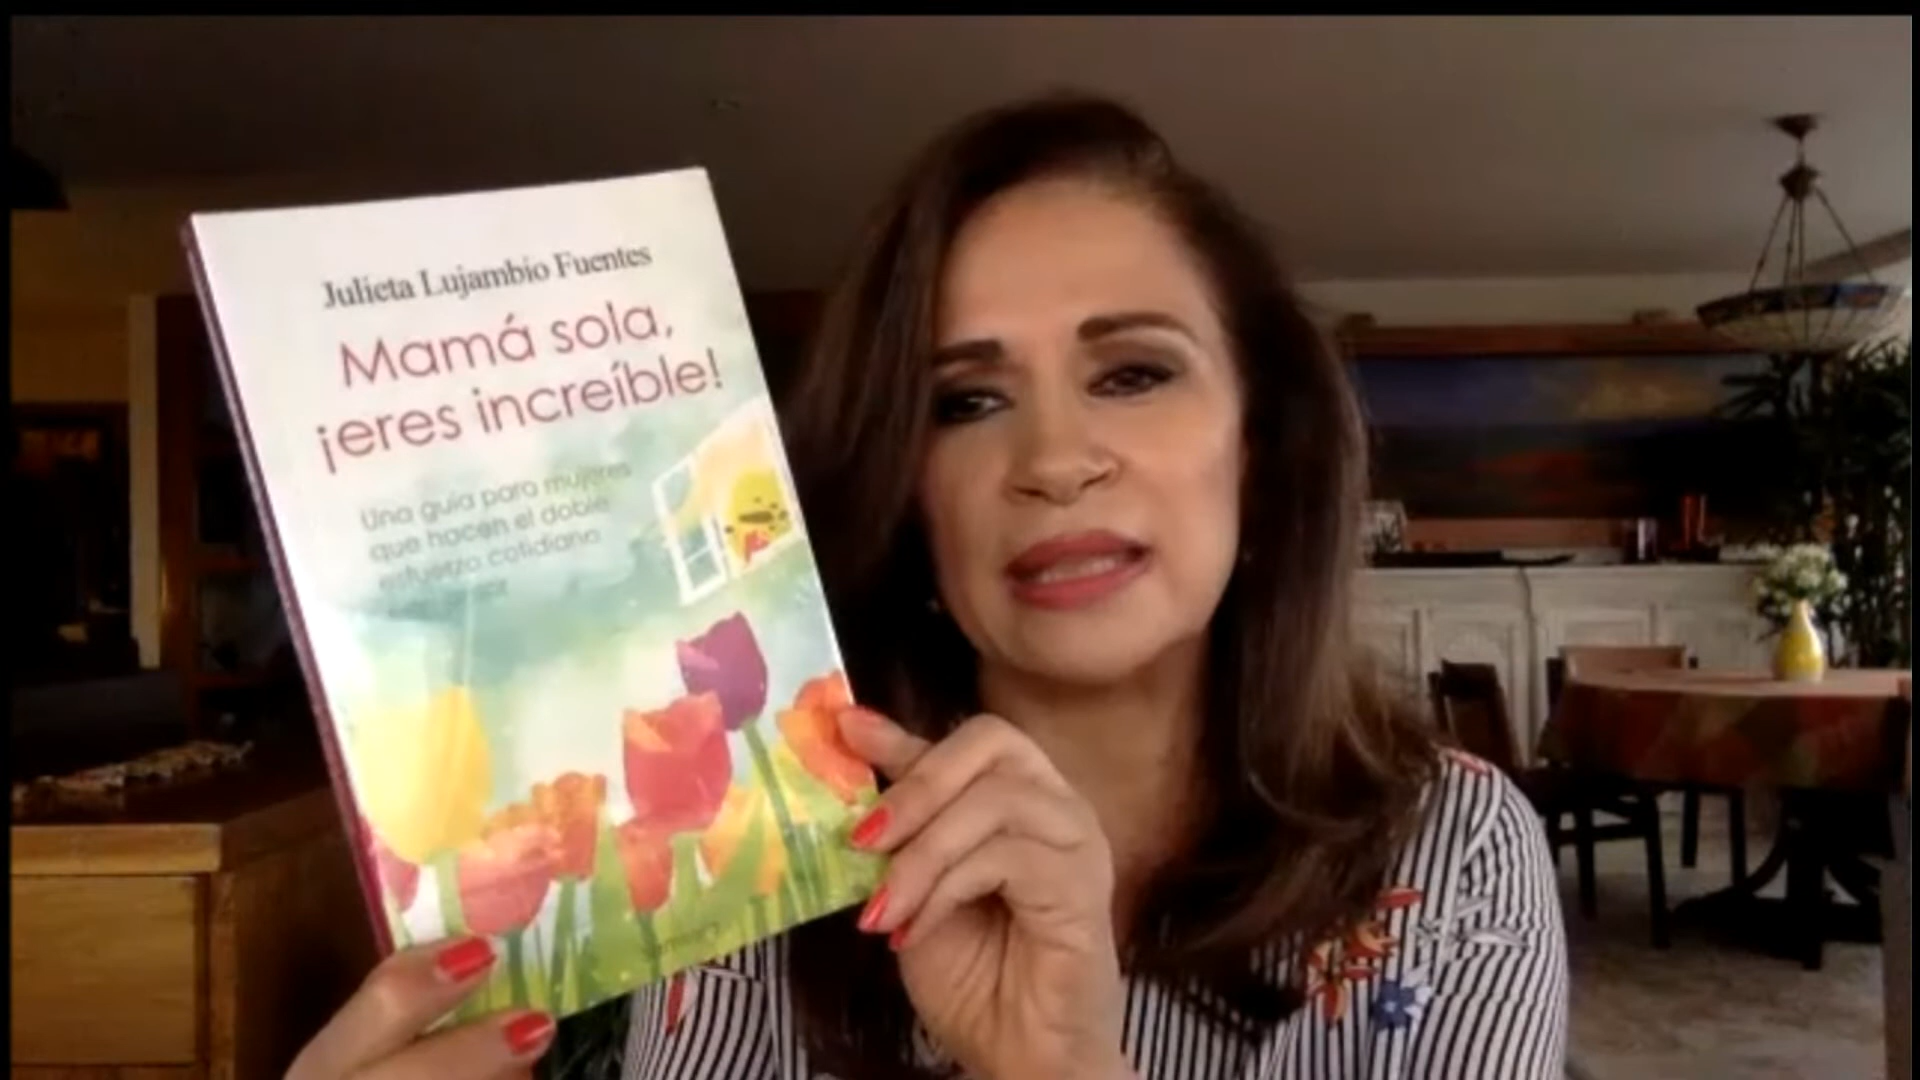 Julieta Lujambio Fuentes
Mamá sola,
¡eres increíble!
Una guía para mujeres
que hacen el doble
esfuerzo cotidiano